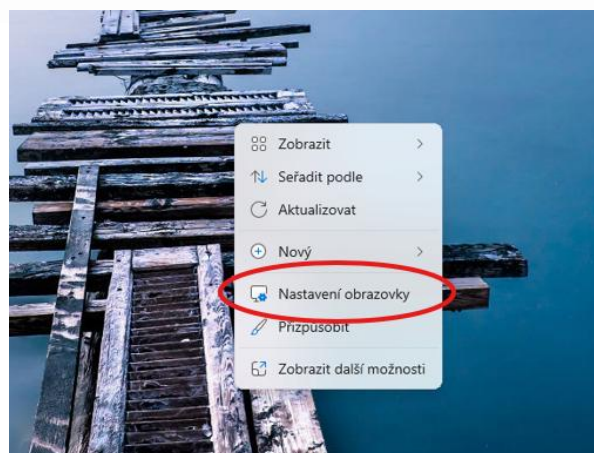 Zobrazit
Seřadit podle
Aktualizovat
Nový
Nastavení obrazovky
Přizpůsobit
Zobrazit další možnosti